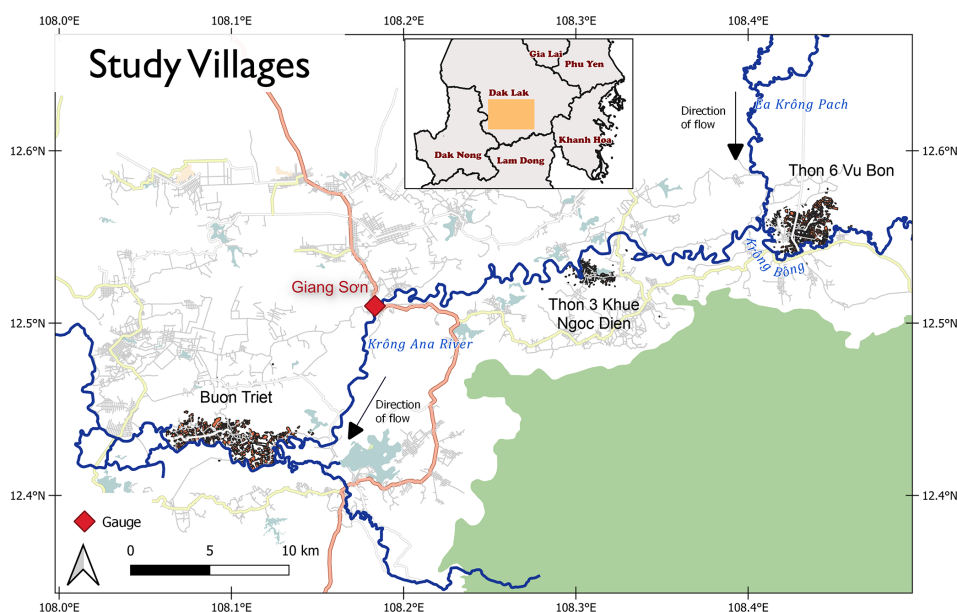 108.0°E
108.1°E
108.2°E
108.3°E
108.4°E
Study Villages
Gia Lai
Phu Yen
Dak Lak
Khanh Hoa
Dak Nong
Lam Dong
Direction
of flow
Ea Krông Pach
12.6°N
12.6°N
Thon 6 Vu Bon
Krông Bông
Giang Sơn
Thon 3 Khue
Ngoc Dien
12.5°N
12.5°N
Krông Ana River
Buon Triet
Direction
of flow
12.4°N
12.4°N
Gauge
0
5
10 km
108.0°E
108.1°E
108.2°E
108.3°E
108.4°E